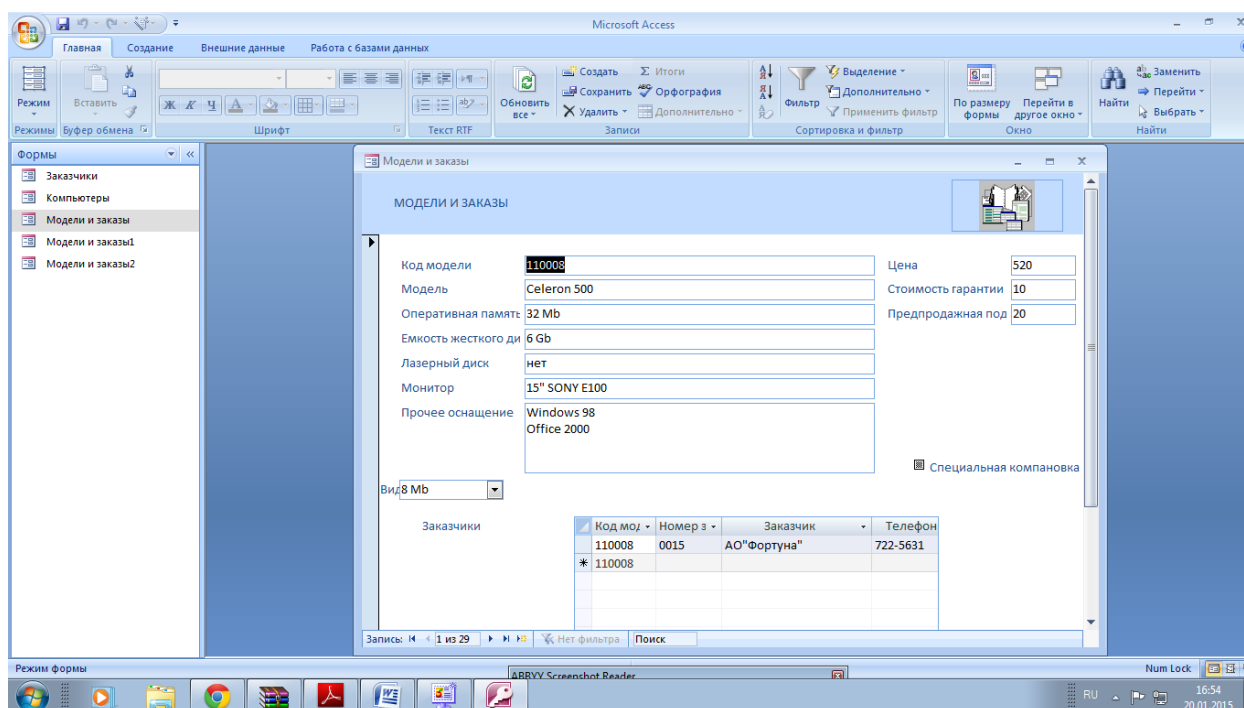 Microsoft Access
Главная Создание Внешние данные Работа с базами данных
Режим
Режимы
Вставить
Буфер обмена
Ж К Ч
Шрифт
Текст RTF
Обновить все
Создать
Сохранить
Удалить
Итоги
Орфография
Дополнительно
Записи
Фильтр
Выделение
Дополнительно
Применить фильтр
Сортировка и фильтр
По размеру формы
Перейти в другое окно
Окно
Найти
Заменить
Перейти
Выбрать
Найти
Формы
Заказчики
Компьютеры
Модели и заказы
Модели и заказы1
Модели и заказы2
Модели и заказы
МОДЕЛИ И ЗАКАЗЫ
Код модели 110008 Цена 520
Модель Celeron 500 Стоимость гарантии 10
Оперативная памят 32 Mb Предпродажная под 20
Емкость жесткого ди 6 Gb
Лазерный диск нет
Монитор 15" SONY E100
Прочее оснащение Windows 98
Office 2000
Специальная компановка
Вид 8 Mb
Заказчики
Код мод Номер з Заказчик Телефон
110008 0015 АО"Фортуна" 722-5631
110008
Запись: 1 из 29 Нет фильтра Поиск
Режим формы Num Lock
ABBYY Screenshot Reader
RU 16:54
20.01.2015